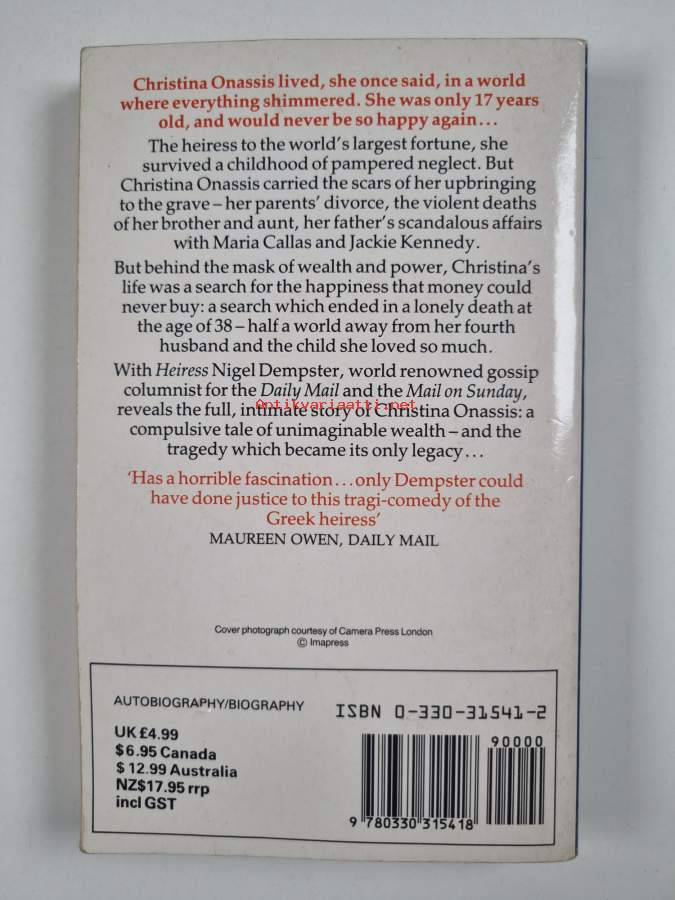 Christina Onassis lived, she once said, in a world
where everything shimmered. She was only 17 years
old, and would never be so happy again...
The heiress to the world's largest fortune, she
survived a childhood of pampered neglect. But
Christina Onassis carried the scars of her upbringing
to the grave – her parents' divorce, the violent deaths
of her brother and aunt, her father's scandalous affairs
with Maria Callas and Jackie Kennedy.
But behind the mask of wealth and power, Christina's
life was a search for the happiness that money could
never buy: a search which ended in a lonely death at
the age of 38 – half a world away from her fourth
husband and the child she loved so much.
With Heiress Nigel Dempster, world renowned gossip
columnist for the Daily Mail and the Mail on Sunday,
Antikvariaatti.net
reveals the full, intimate story of Christina Onassis: a
compulsive tale of unimaginable wealth – and the
tragedy which became its only legacy...
'Has a horrible fascination...only Dempster could
have done justice to this tragi-comedy of the
Greek heiress'
MAUREEN OWEN, DAILY MAIL
Cover photograph courtesy of Camera Press London
© Imapress
AUTOBIOGRAPHY/BIOGRAPHY
UK £4.99
$6.95 Canada
$12.99 Australia
NZ$17.95 rrp
incl GST
ISBN 0-330-31541-2
90000
9 780330 315418